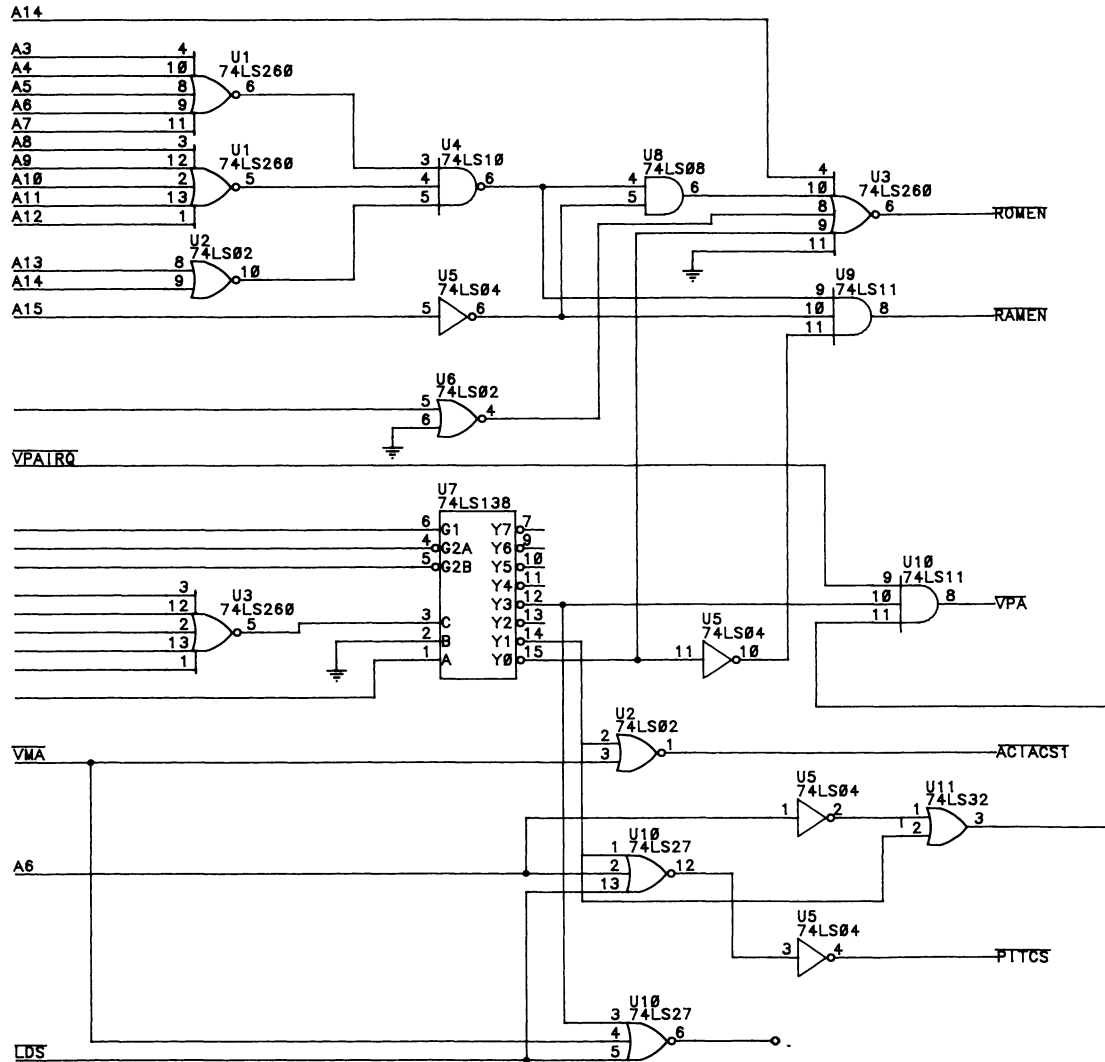 A14
A3 4
A4 10
A5 8
A6 9
A7 11
U1
74LS260
6
A8 3
A9 12
A10 2
A11 13
A12 1
U1
74LS260
5
U2
74LS02
A13 8
A14 9
10
U4
74LS10
3
4
5
6
U8
74LS08
4
5
6
U3
74LS260
4
10
8
9
11
6
ROMEN
A15
U5
74LS04
5 6
U9
74LS11
9
10
11
8
RAMEN
U6
74LS02
5
6
4
VPAIRQ
U7
74LS138
6 G1 Y7 7
4 G2A Y6 9
5 G2B Y5 10
Y4 11
Y3 12
3 C Y2 13
2 B Y1 14
1 A Y0 15
3
12
2
13
1
U3
74LS260
5
U10
74LS11
9
10
11
8
VPA
U5
74LS04
11 10
U2
74LS02
2
3
1
ACIACS1
VMA
U5
74LS04
1 2
U11
74LS32
1
1
2
3
A6
U10
74LS27
1
2
13
12
U5
74LS04
3 4
PITCS
U10
74LS27
3
4
5
6
LDS